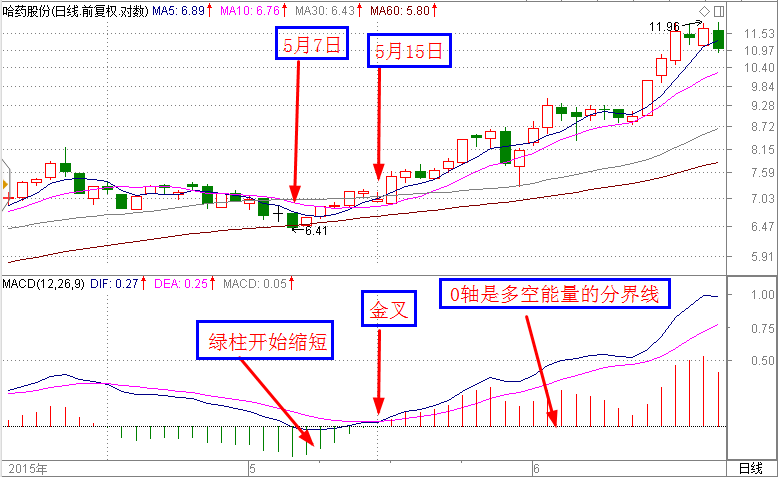 哈药股份(日线.前复权.对数) MA5: 6.89 MA10: 6.76 MA30: 6.43 MA60: 5.80
11.96
11.53
5月7日
5月15日
10.97
10.40
9.84
9.28
8.72
8.15
7.59
7.03
6.41
6.47
5.91
MACD(12,26,9) DIF: 0.27 DEA: 0.25 MACD: 0.05
金叉
0轴是多空能量的分界线
1.00
绿柱开始缩短
0.75
0.50
2015年
5
6
日线